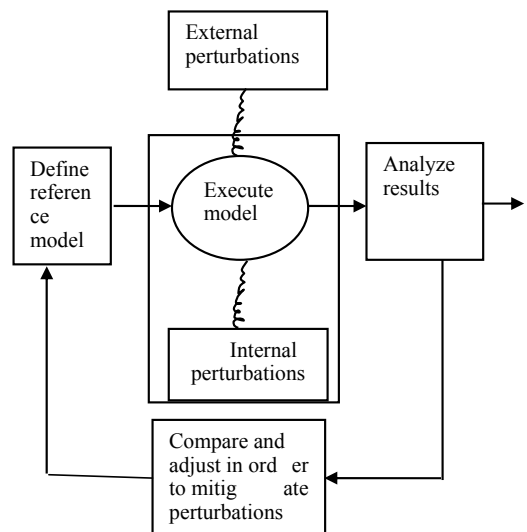 External
perturbations
Define
referen
ce
model
Execute
model
Analyze
results
Internal
perturbations
Compare and
adjust in ord er
to mitig ate
perturbations